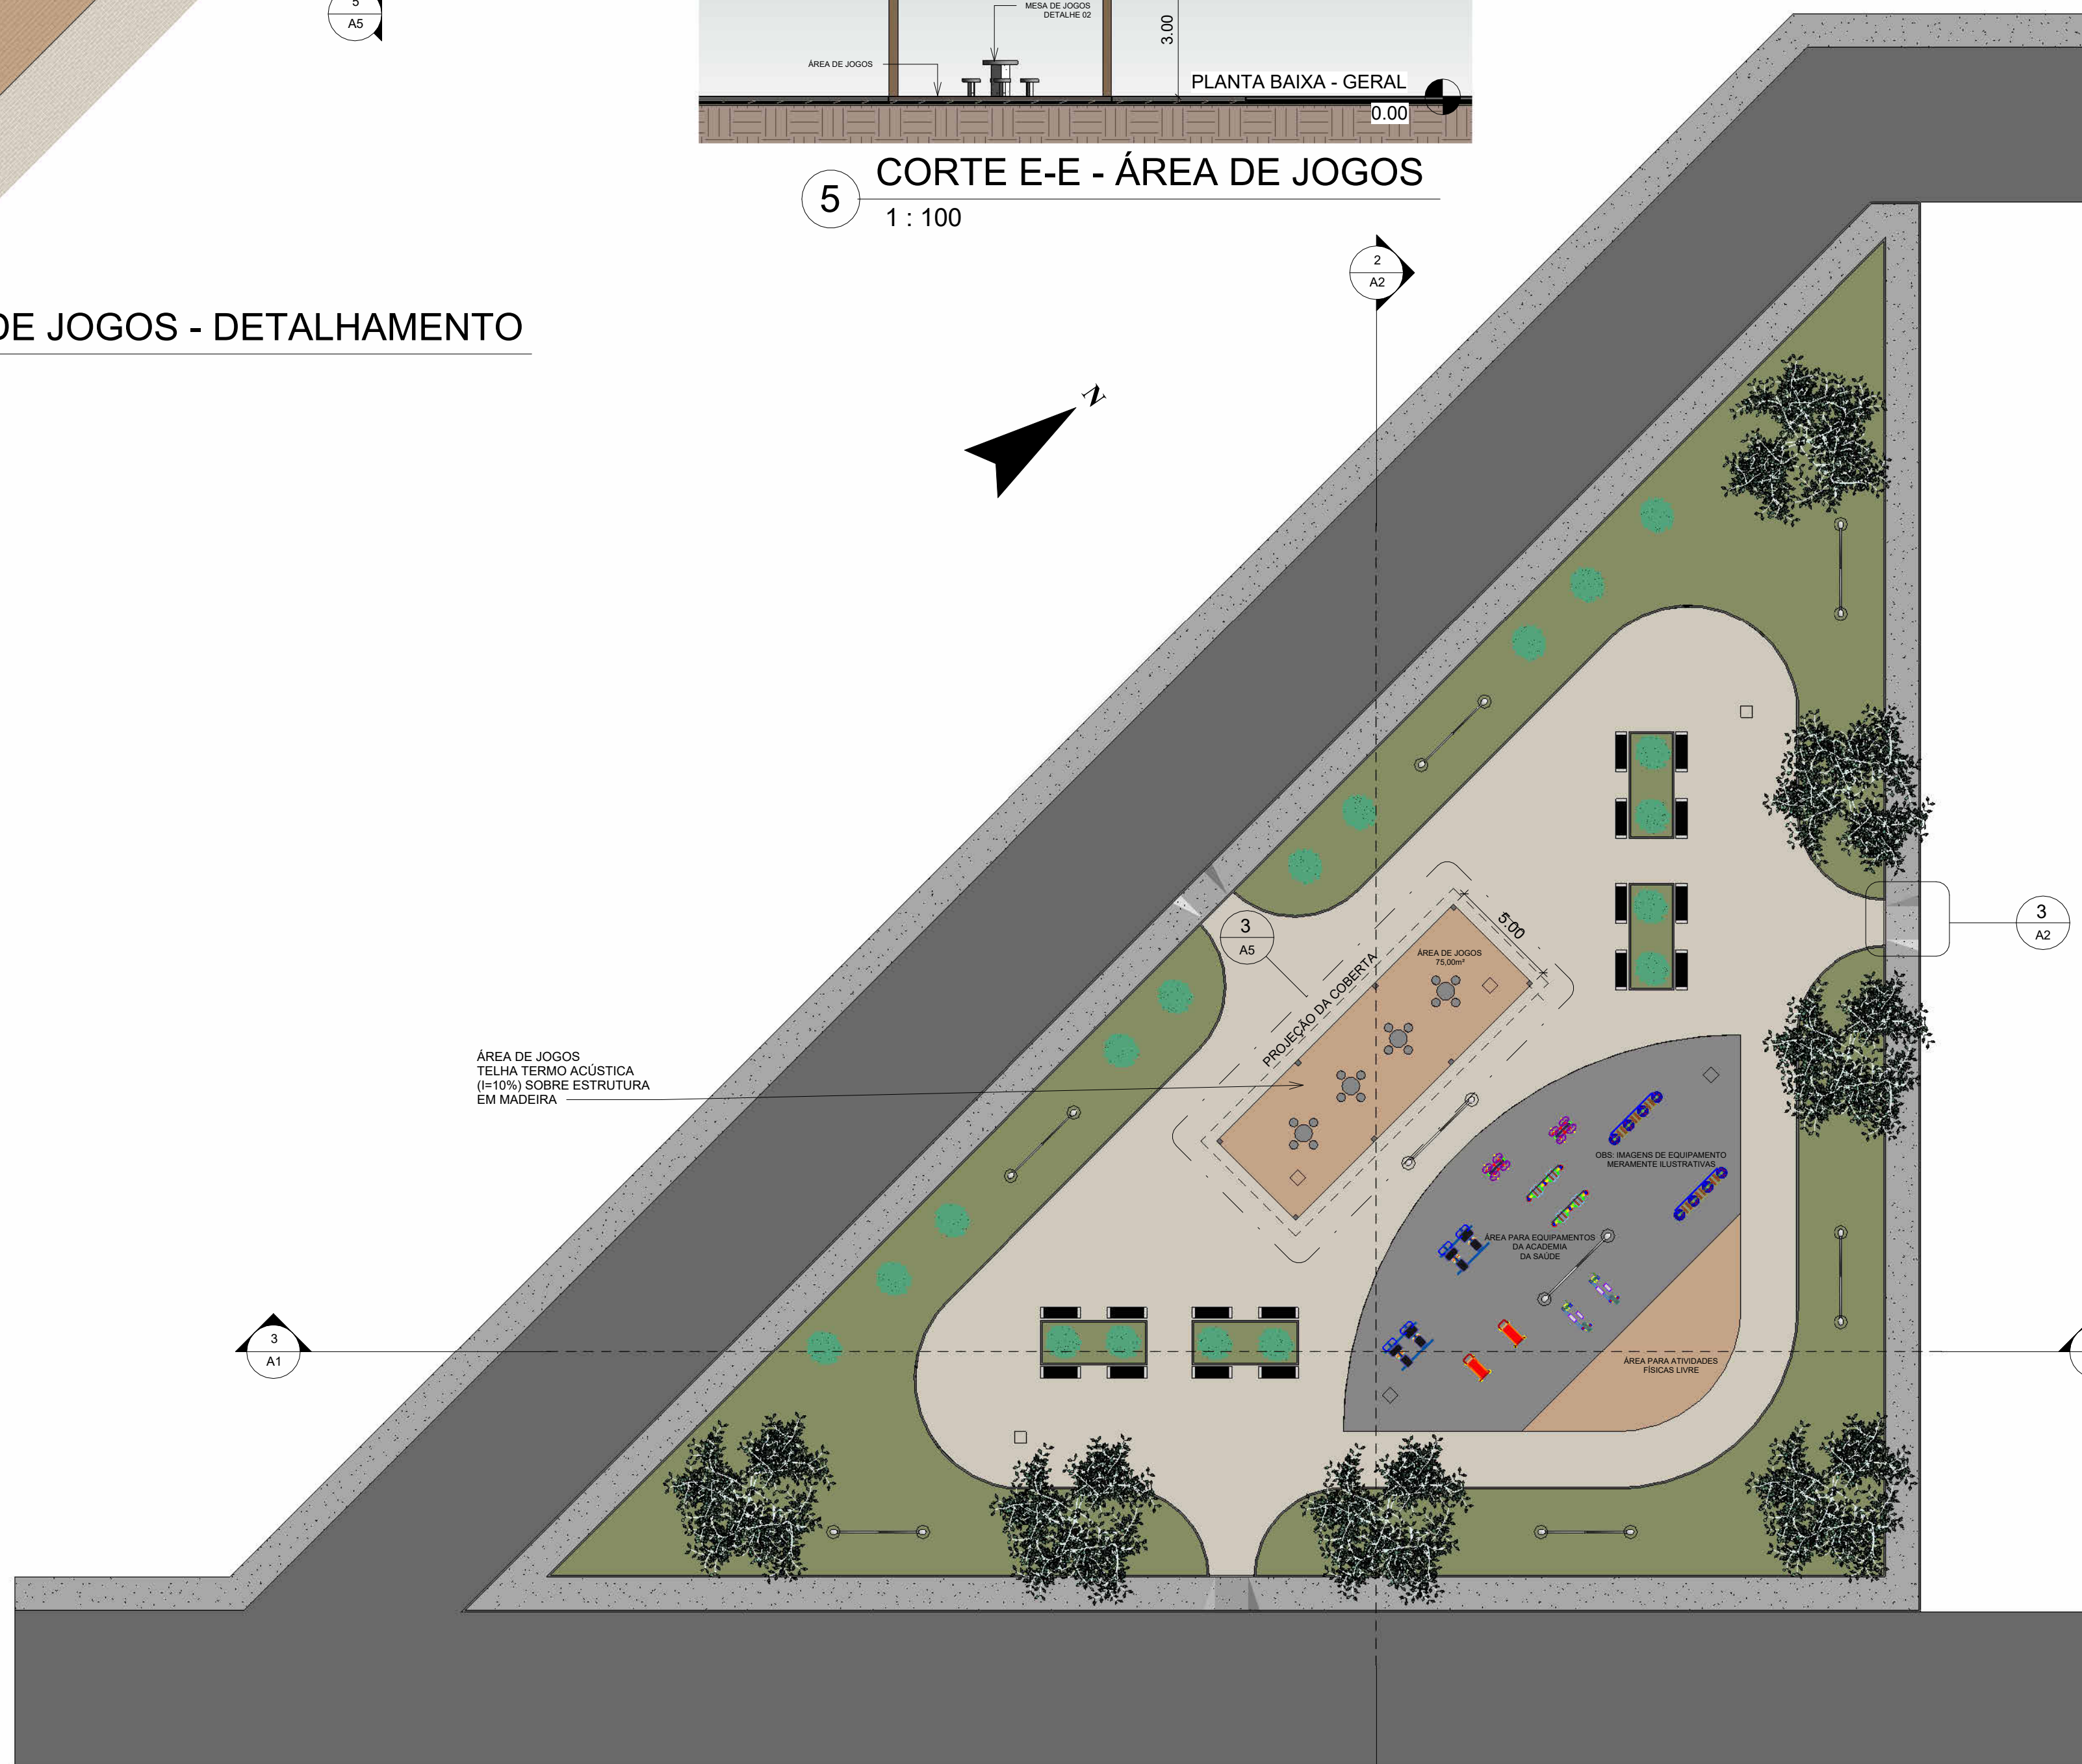 5
A5
MESA DE JOGOS
DETALHE 02
3.00
ÁREA DE JOGOS
PLANTA BAIXA - GERAL
0.00
5
CORTE E-E - ÁREA DE JOGOS
1 : 100
2
A2
DE JOGOS - DETALHAMENTO
N
5.00
3
A5
ÁREA DE JOGOS
75,00m²
3
A2
PROJEÇÃO DA COBERTA
ÁREA DE JOGOS
TELHA TERMO ACÚSTICA
(I=10%) SOBRE ESTRUTURA
EM MADEIRA
OBS: IMAGENS DE EQUIPAMENTO
MERAMENTE ILUSTRATIVAS
ÁREA PARA EQUIPAMENTOS
DA ACADEMIA
DA SAÚDE
3
A1
ÁREA PARA ATIVIDADES
FÍSICAS LIVRE